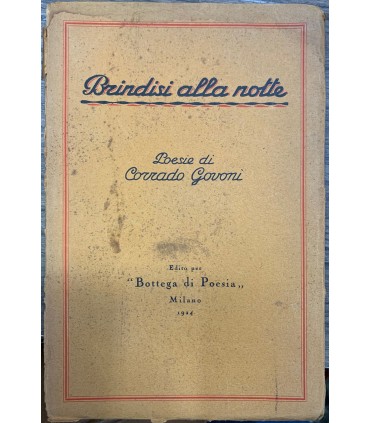 Brindisi alla notte
Poesie di
Corrado Govoni
Edito per
"Bottega di Poesia„
Milano
1924